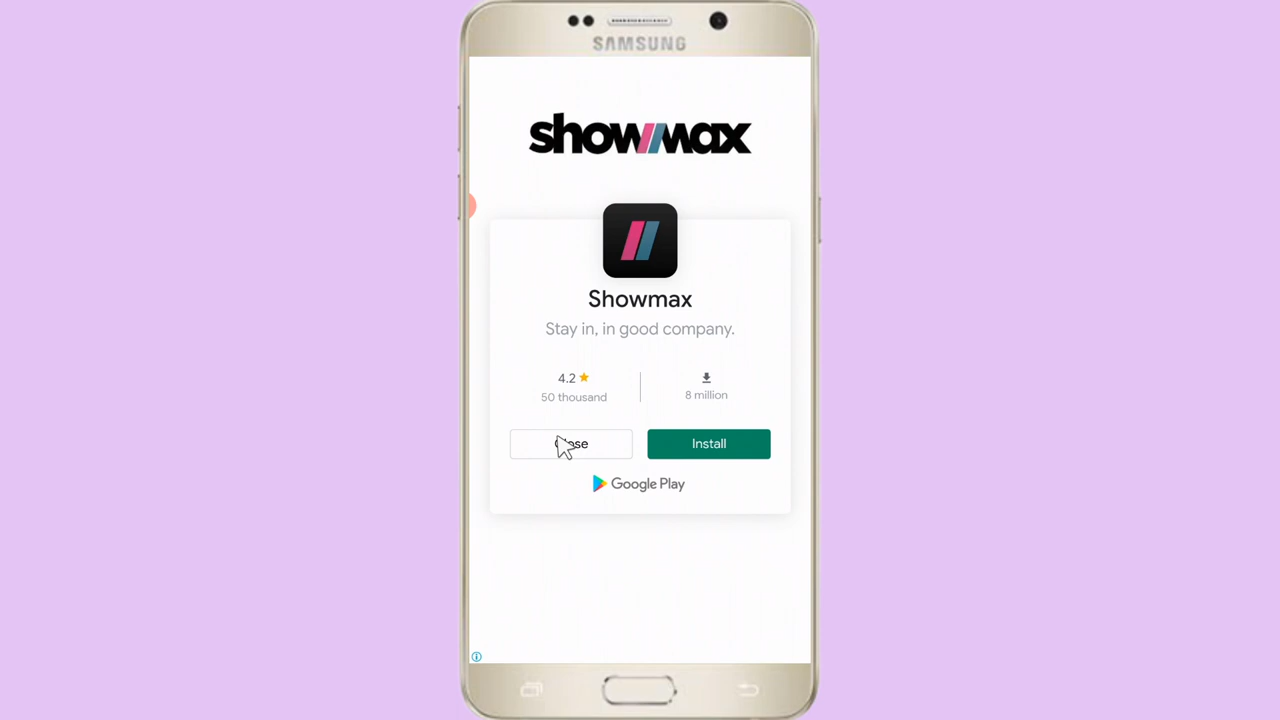 SAMSUNG
showmax
Showmax
Stay in, in good company.
4.2
50 thousand
8 million
Install
Google Play